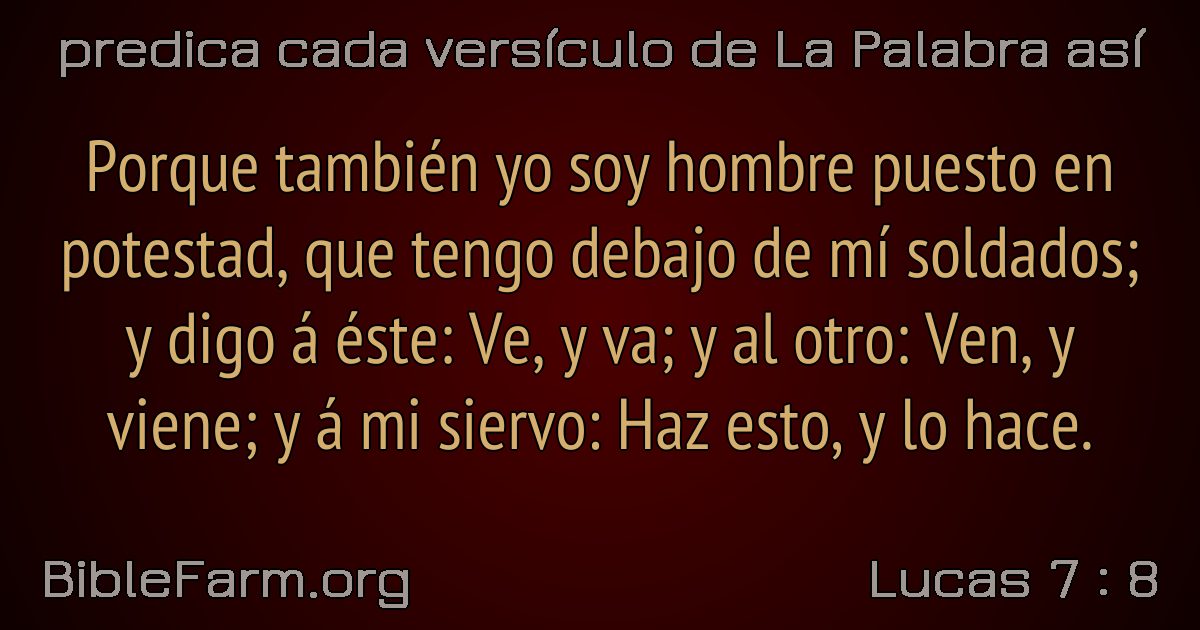 predica cada versículo de La Palabra así
Porque también yo soy hombre puesto en
potestad, que tengo debajo de mí soldados;
y digo á éste: Ve, y va; y al otro: Ven, y
viene; y á mi siervo: Haz esto, y lo hace.
BibleFarm.org
Lucas 7 : 8